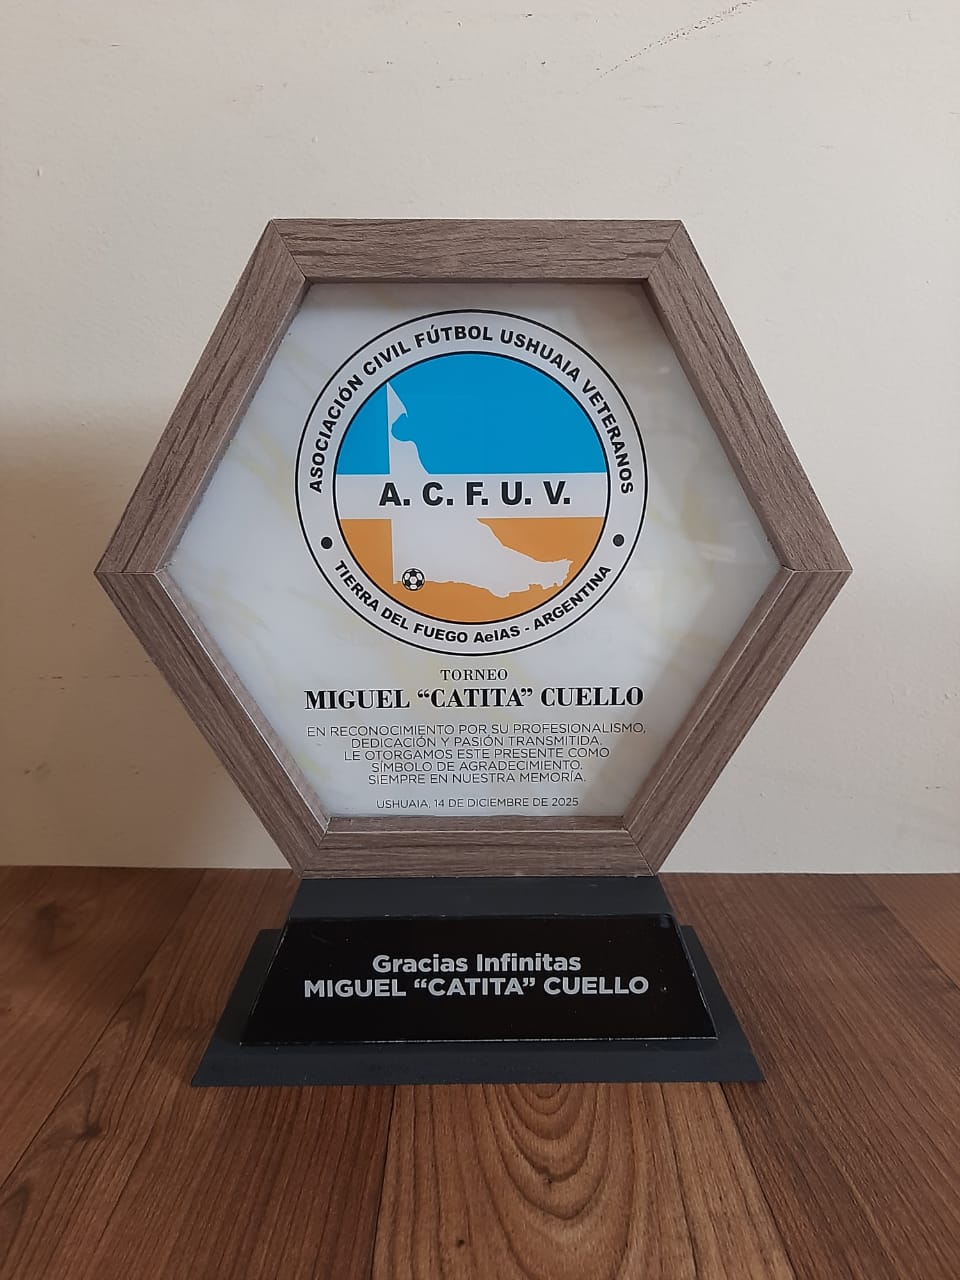 ASOCIACIÓN CIVIL FÚTBOL USHUAIA VETERANOS
A. C. F. U. V.
TIERRA DEL FUEGO AeIAS - ARGENTINA
TORNEO
MIGUEL “CATITA” CUELLO
EN RECONOCIMIENTO POR SU PROFESIONALISMO,
DEDICACIÓN Y PASIÓN TRANSMITIDA.
LE OTORGAMOS ESTE PRESENTE COMO
SÍMBOLO DE AGRADECIMIENTO.
SIEMPRE EN NUESTRA MEMORÍA.
USHUAIA, 14 DE DICIEMBRE DE 2025
Gracias Infinitas
MIGUEL “CATITA” CUELLO